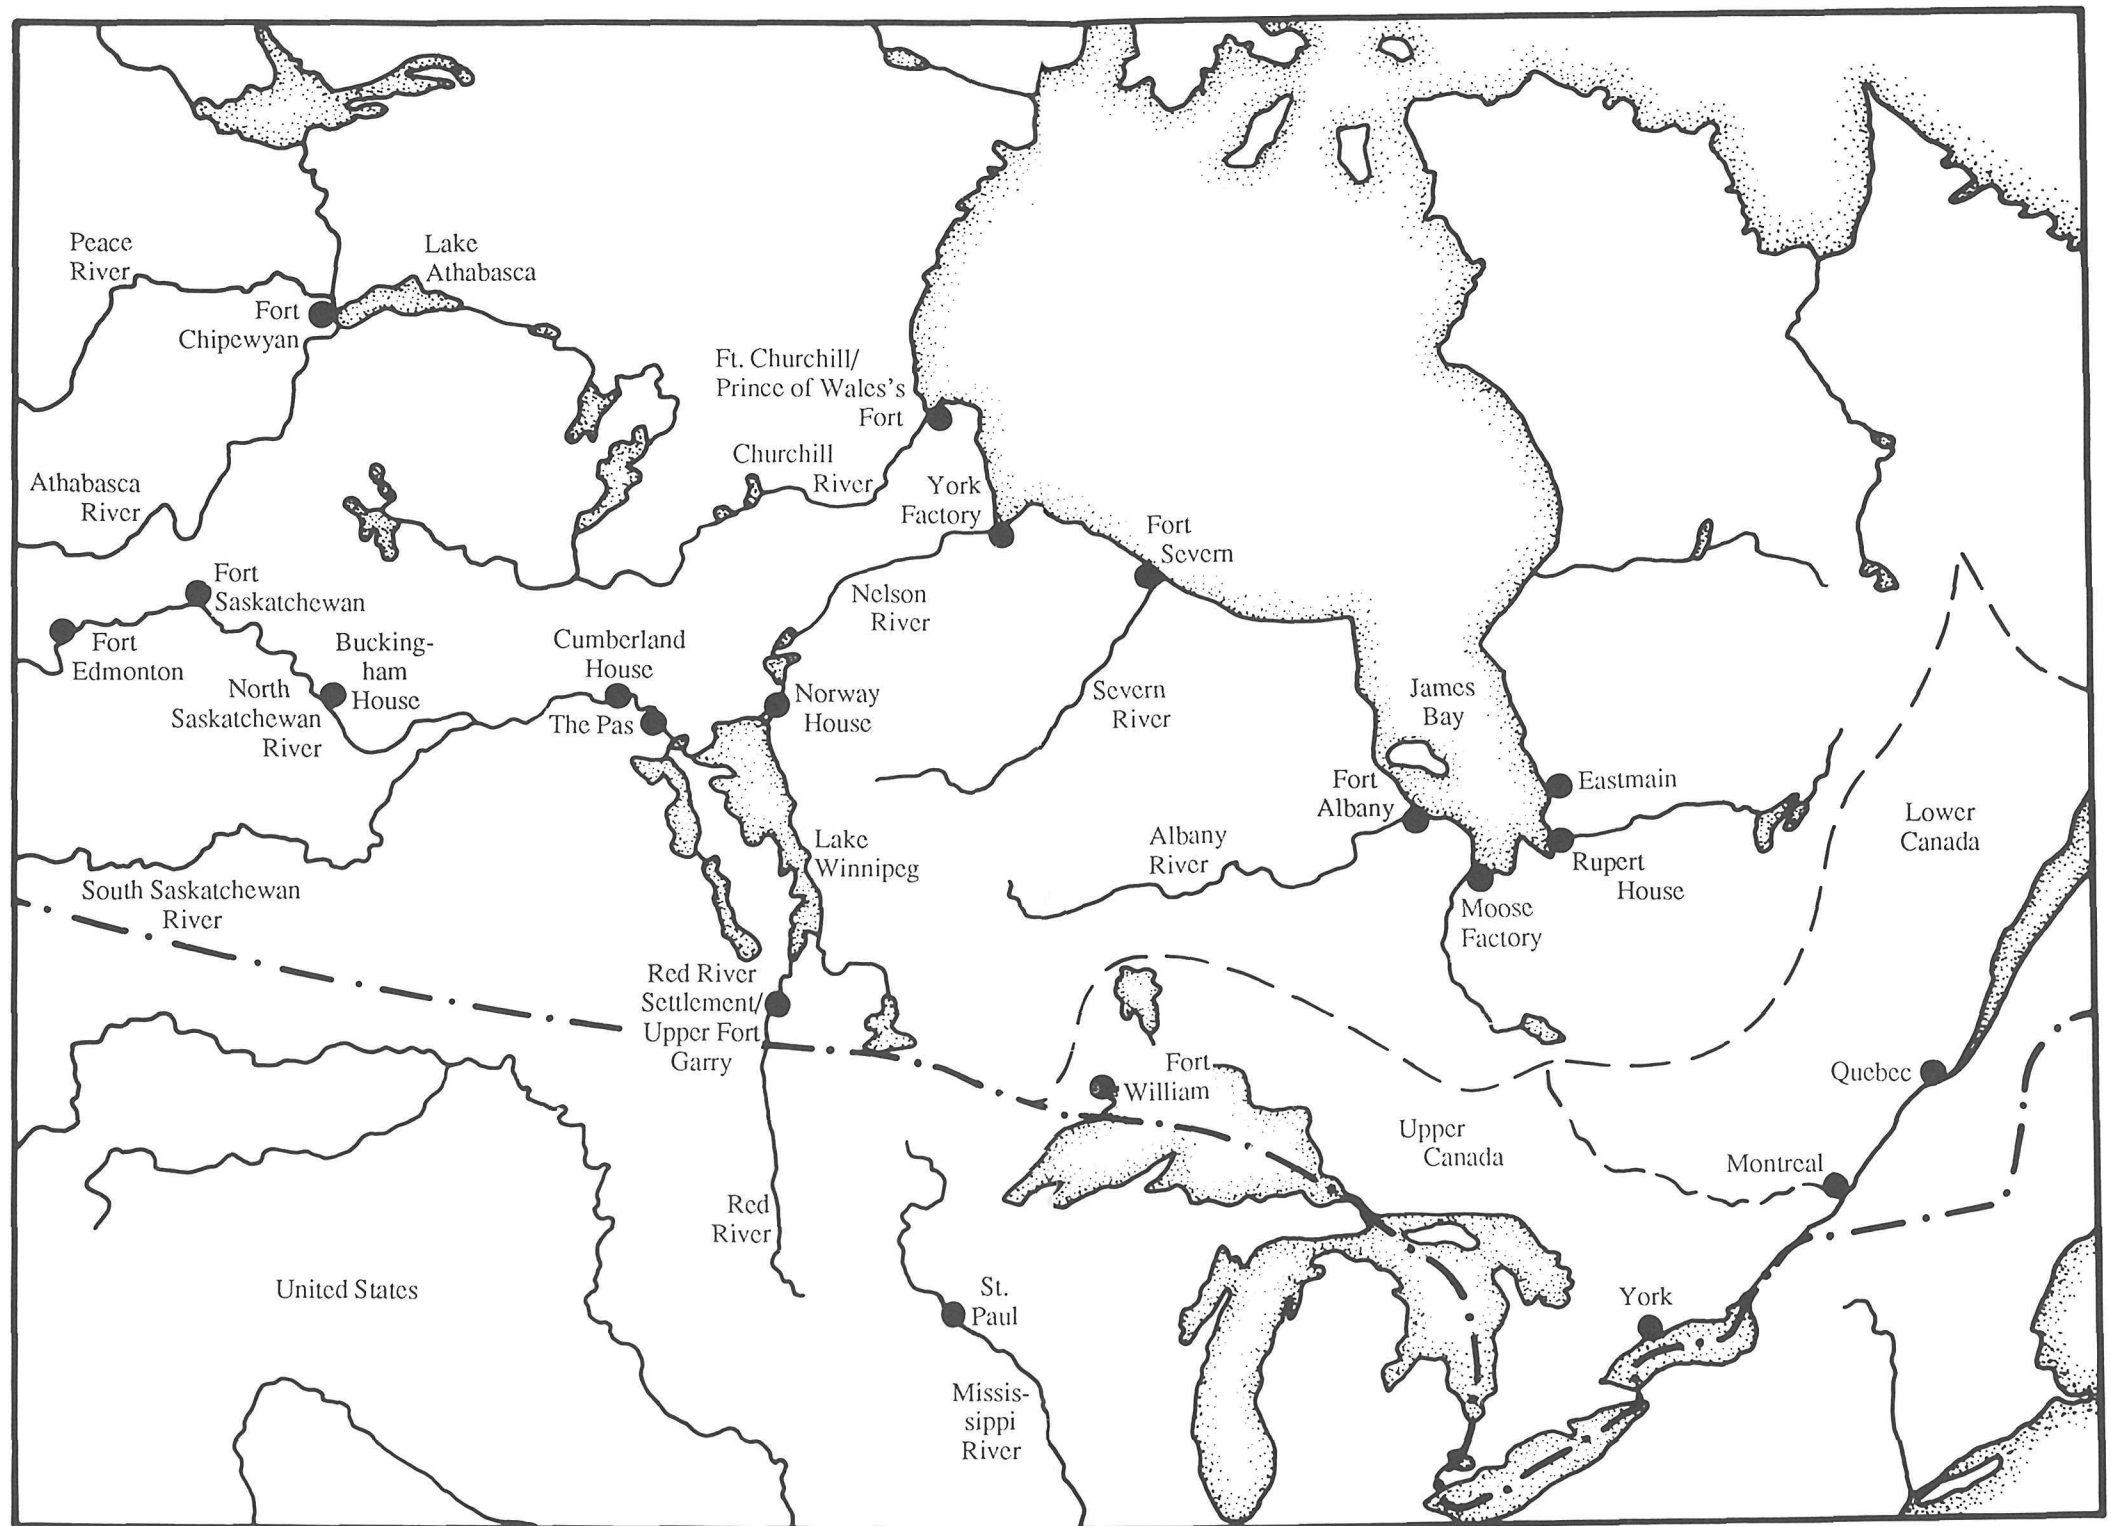 Peace
River
Lake
Athabasca
Fort
Chipewyan
Ft. Churchill/
Prince of Wales's
Fort
Churchill
River
York
Factory
Athabasca
River
Fort
Severn
Fort
Saskatchewan
Fort
Edmonton
Bucking-
ham
House
North
Saskatchewan
River
Cumberland
House
The Pas
Nelson
River
Norway
House
Severn
River
James
Bay
Eastmain
Fort
Albany
Lower
Canada
Albany
River
Rupert
House
Lake
Winnipeg
South Saskatchewan
River
Moose
Factory
Red River
Settlement/
Upper Fort
Garry
Fort
William
Quebec
Upper
Canada
Montreal
Red
River
United States
St.
Paul
York
Missis-
sippi
River